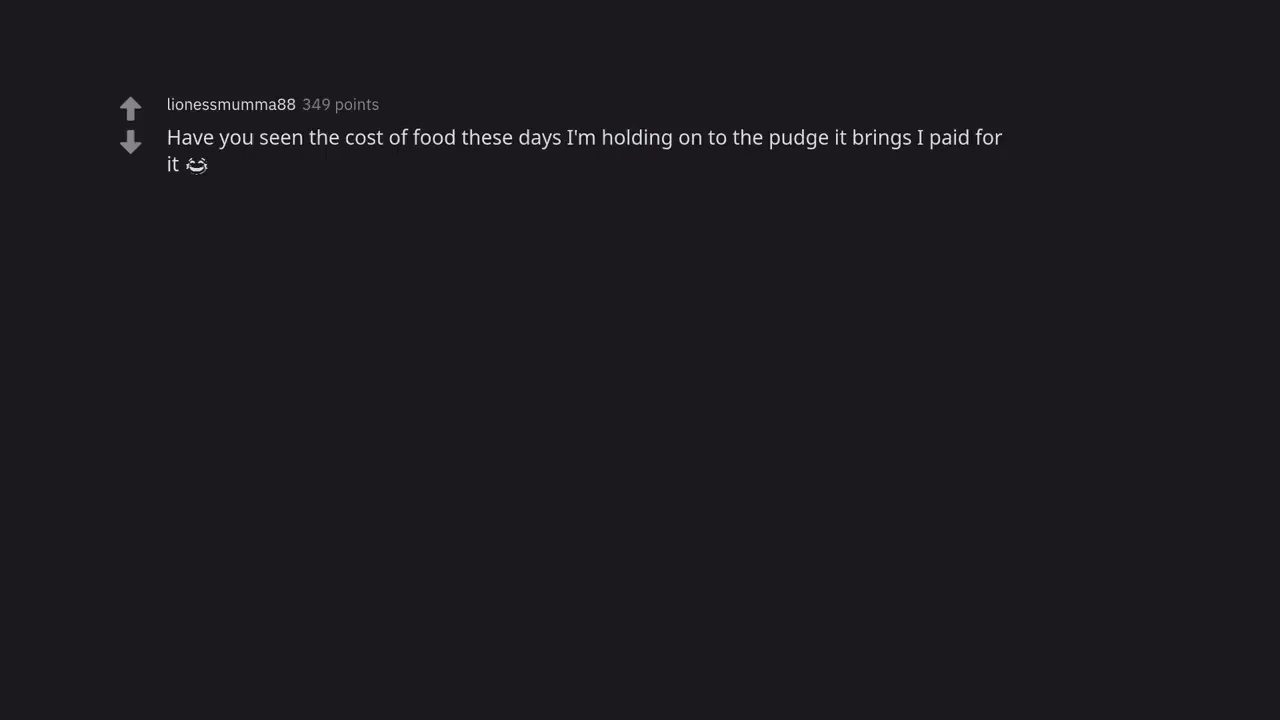 lionessmumma88 349 points
Have you seen the cost of food these days I'm holding on to the pudge it brings I paid for
it 😂